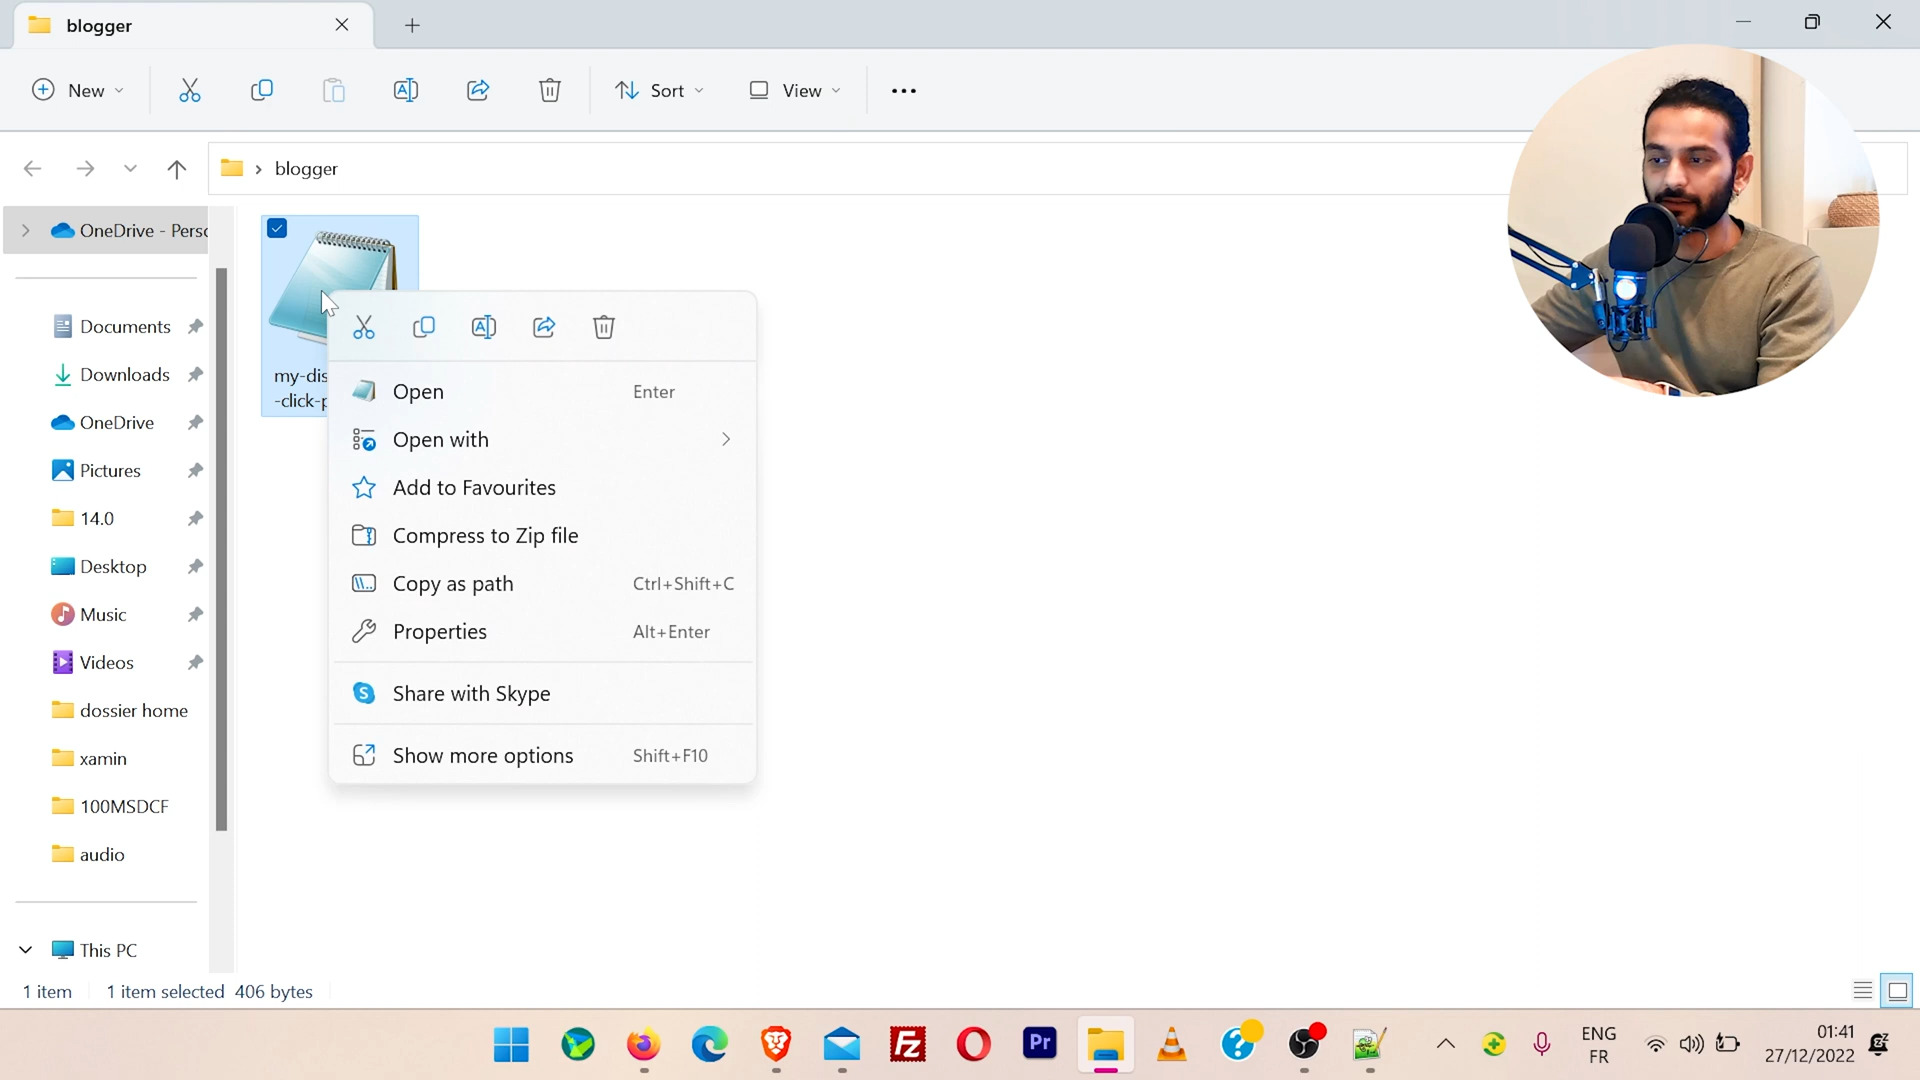 blogger
New
Sort
View
blogger
OneDrive - Perso
Documents
Downloads
OneDrive
Pictures
14.0
Desktop
Music
Videos
dossier home
xamin
100MSDCF
audio
This PC
my-dis
-click-p
Open Enter
Open with
Add to Favourites
Compress to Zip file
Copy as path Ctrl+Shift+C
Properties Alt+Enter
Share with Skype
Show more options Shift+F10
1 item 1 item selected 406 bytes
Pr
ENG
FR
01:41
27/12/2022